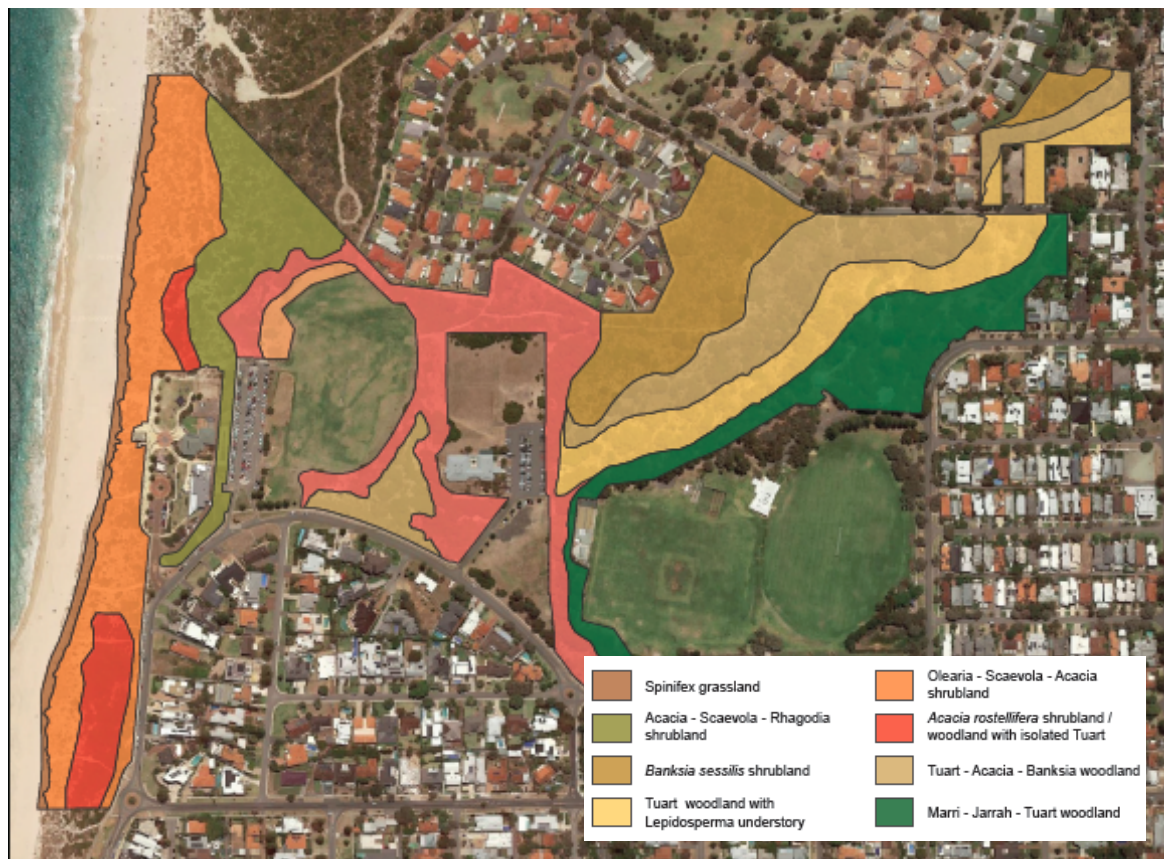 Spinifex grassland
Acacia - Scaevola - Rhagodia
shrubland
Banksia sessilis shrubland
Tuart woodland with
Lepidosperma understory
Olearia - Scaevola - Acacia
shrubland
Acacia rostellifera shrubland /
woodland with isolated Tuart
Tuart - Acacia - Banksia woodland
Marri - Jarrah - Tuart woodland